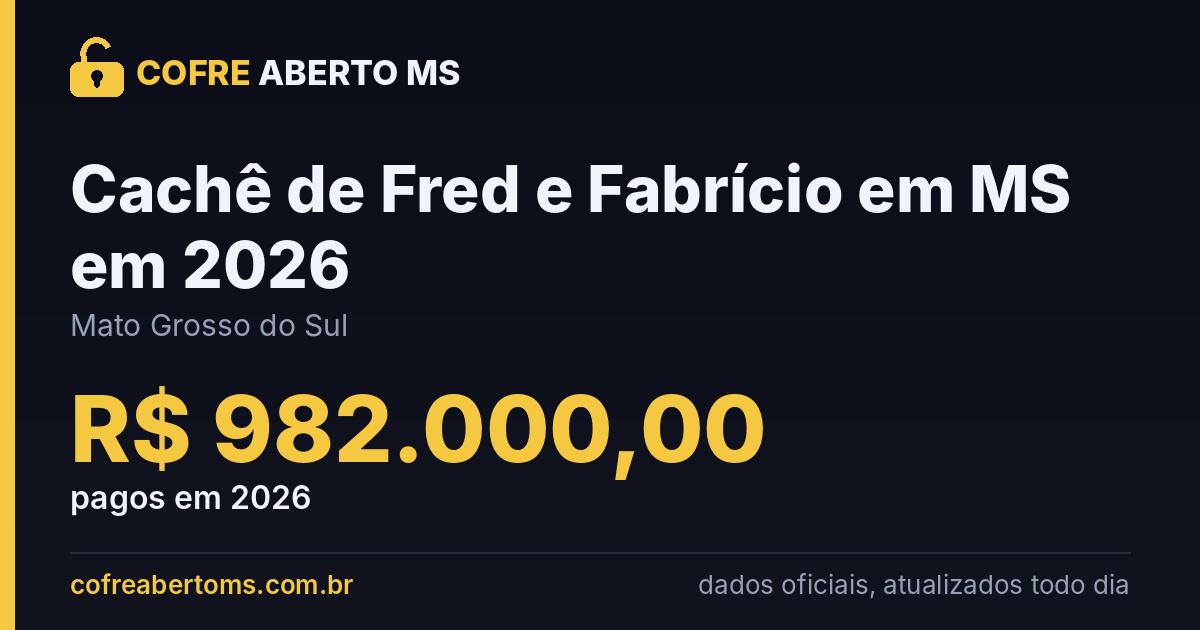 COFRE ABERTO MS
Cachê de Fred e Fabrício em MS
em 2026
Mato Grosso do Sul
R$ 982.000,00
pagos em 2026
cofreabertoms.com.br
dados oficiais, atualizados todo dia